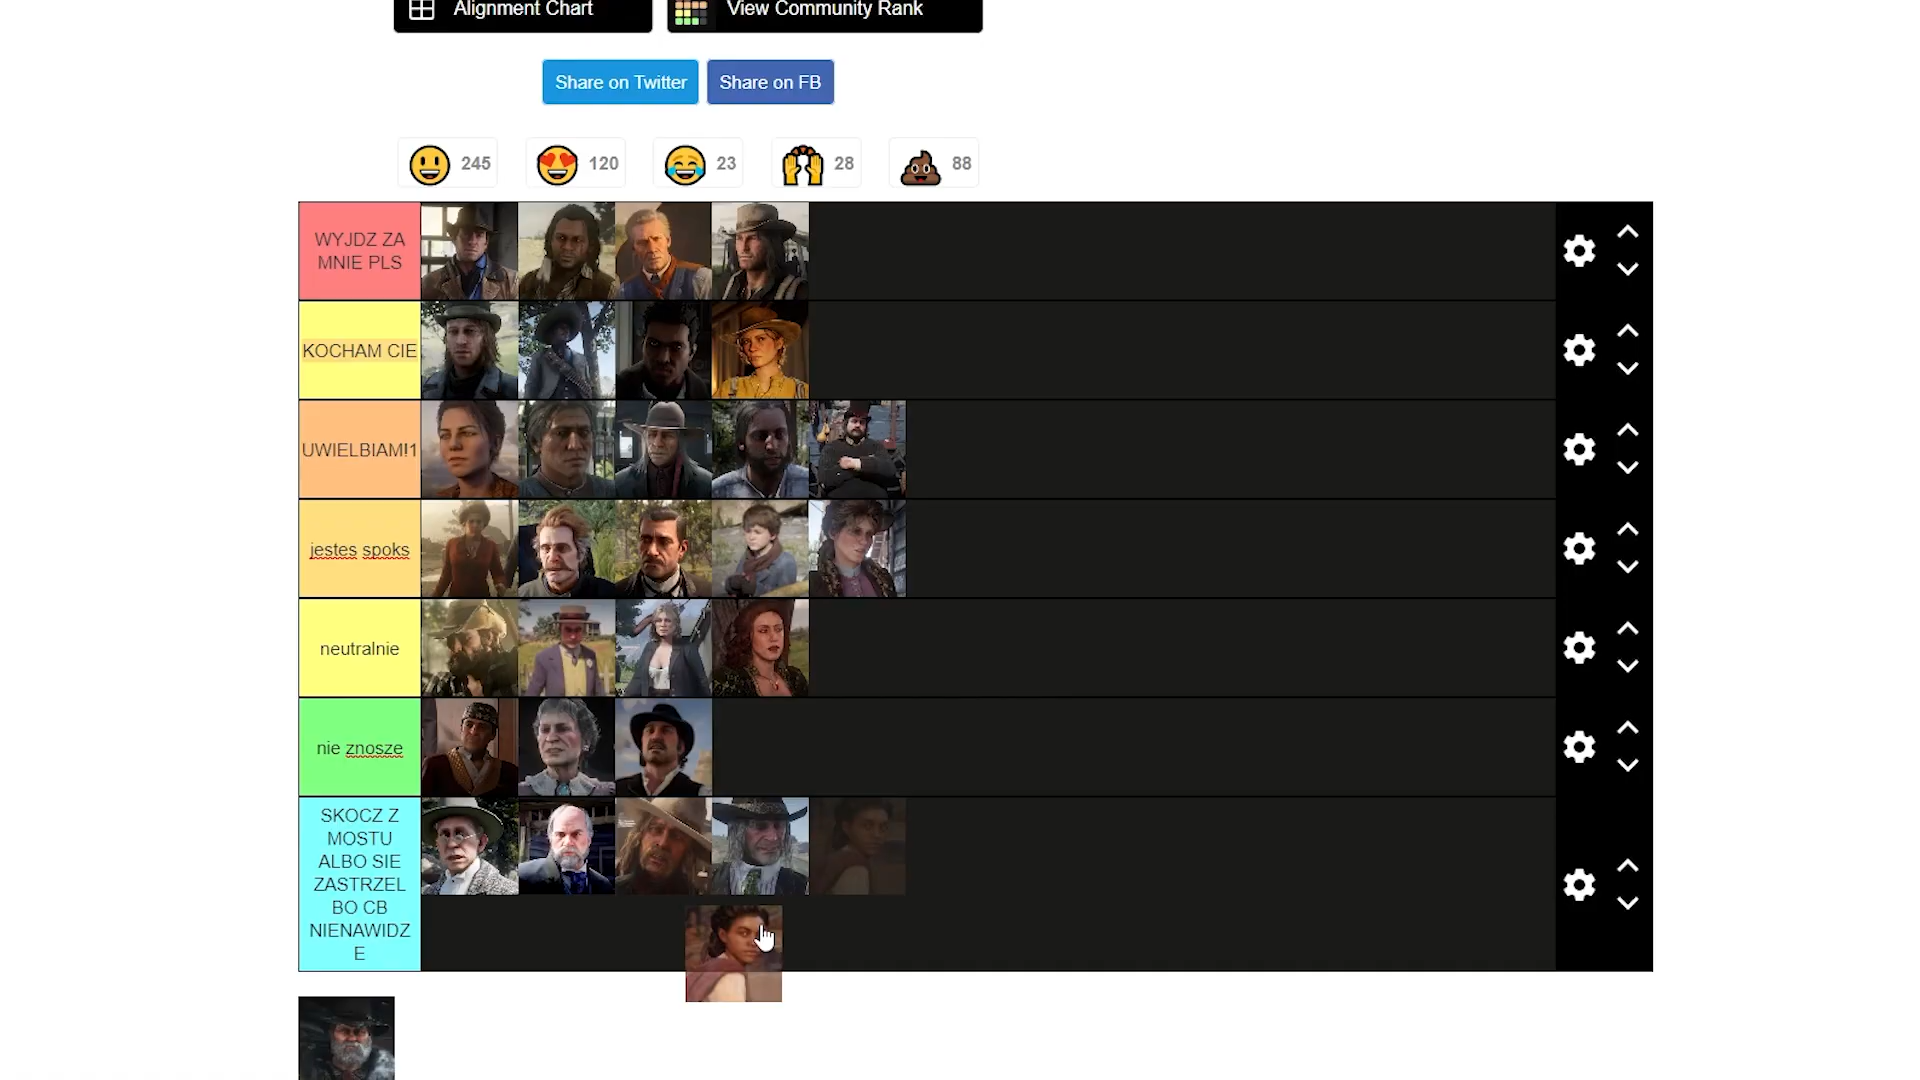 Alignment Chart
View Community Rank
Share on Twitter
Share on FB
245
120
23
28
88
WYJDZ ZA
MNIE PLS
KOCHAM CIE
UWIELBIAM!1
jestes spoks
neutralnie
nie znosze
SKOCZ Z
MOSTU
ALBO SIE
ZASTRZEL
BO CB
NIENAWIDZ
E